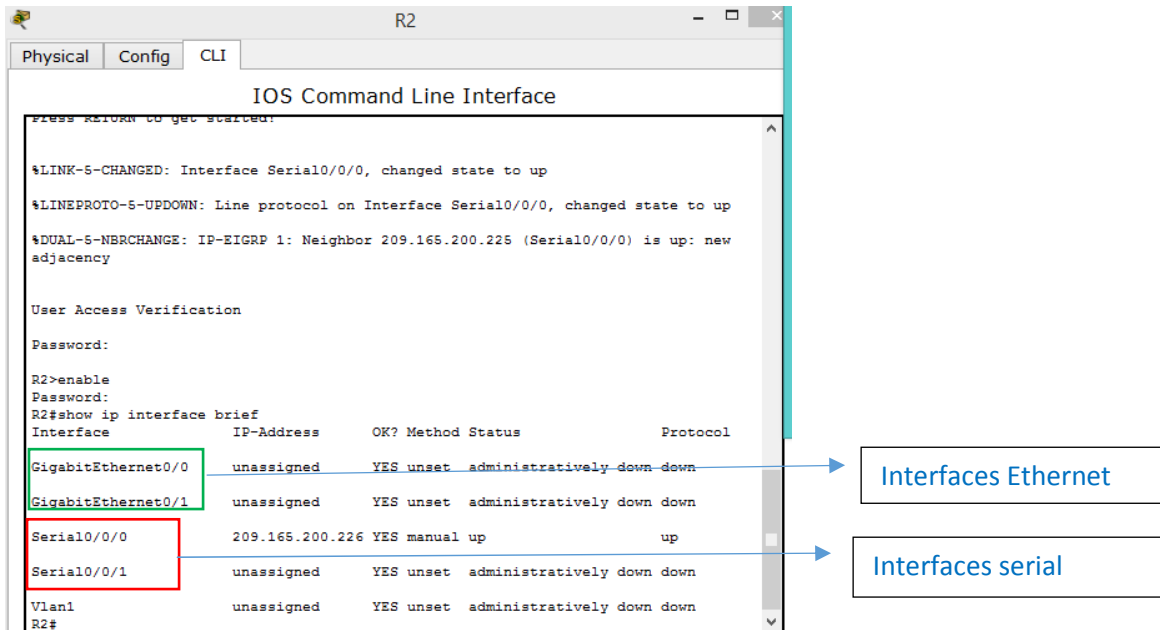 R2
Physical Config CLI
IOS Command Line Interface
Press RETURN to get started!
%LINK-5-CHANGED: Interface Serial0/0/0, changed state to up
%LINEPROTO-5-UPDOWN: Line protocol on Interface Serial0/0/0, changed state to up
%DUAL-5-NBRCHANGE: IP-EIGRP 1: Neighbor 209.165.200.225 (Serial0/0/0) is up: new
adjacency
User Access Verification
Password:
R2>enable
Password:
R2#show ip interface brief
Interface IP-Address OK? Method Status Protocol
GigabitEthernet0/0 unassigned YES unset administratively down down
GigabitEthernet0/1 unassigned YES unset administratively down down
Serial0/0/0 209.165.200.226 YES manual up up
Serial0/0/1 unassigned YES unset administratively down down
Vlan1 unassigned YES unset administratively down down
R2#
Interfaces Ethernet
Interfaces serial